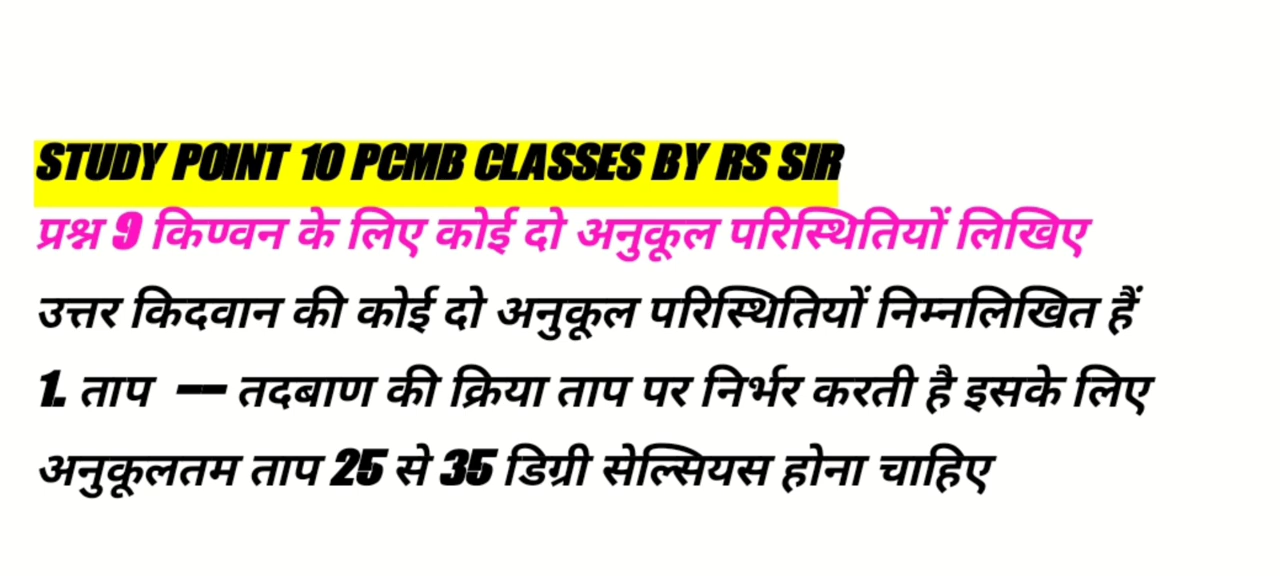 STUDY POINT 10 PCMB CLASSES BY RS SIR
प्रश्न 9 किण्वन के लिए कोई दो अनुकूल परिस्थितियों लिखिए
उत्तर किदवान की कोई दो अनुकूल परिस्थितियों निम्नलिखित हैं
1. ताप -- तदबाण की क्रिया ताप पर निर्भर करती है इसके लिए
अनुकूलतम ताप 25 से 35 डिग्री सेल्सियस होना चाहिए